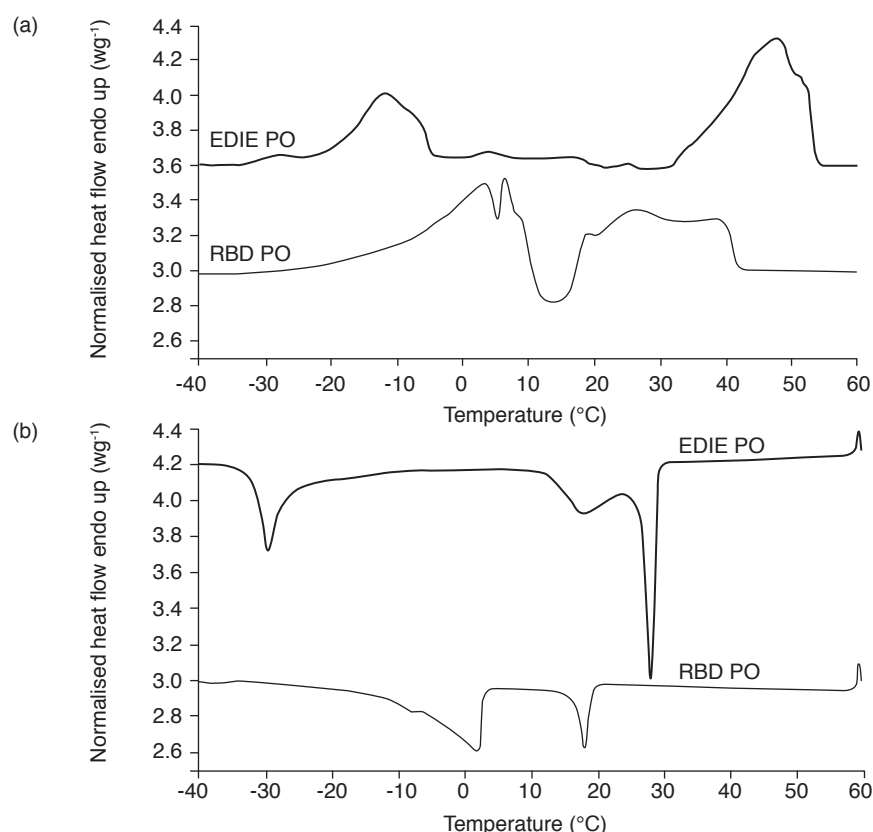 (a)
Normalised heat flow endo up (wg-1)
4.4
4.2
4.0
3.8
3.6
3.4
3.2
3.0
2.8
2.6
EDIE PO
RBD PO
-40 -30 -20 -10 0 10 20 30 40 50 60
Temperature (°C)
(b)
Normalised heat flow endo up (wg-1)
4.4
4.2
4.0
3.8
3.6
3.4
3.2
3.0
2.8
2.6
EDIE PO
RBD PO
-40 -30 -20 -10 0 10 20 30 40 50 60
Temperature (°C)